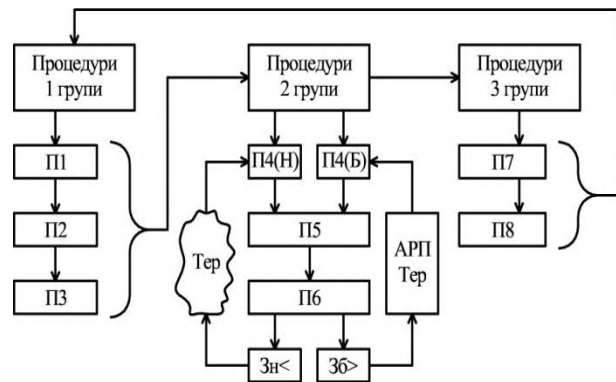 Процедури
1 групи
Процедури
2 групи
Процедури
3 групи
П1
П4(Н)
П4(Б)
П7
П2
П5
П8
Тер
АРП
Тер
П3
П6
Зн<
Зб>